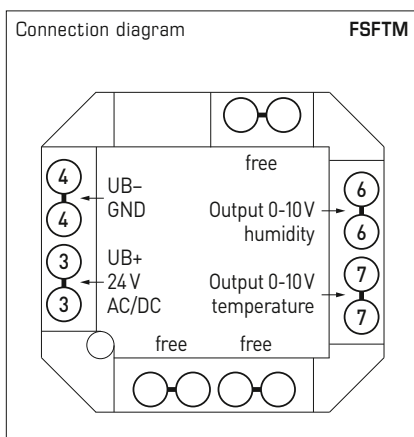 Connection diagram FSFTM
free
4
4
UB–
GND
3
3
UB+
24 V
AC/DC
Output 0-10 V
humidity
6
6
Output 0-10 V
temperature
7
7
free free